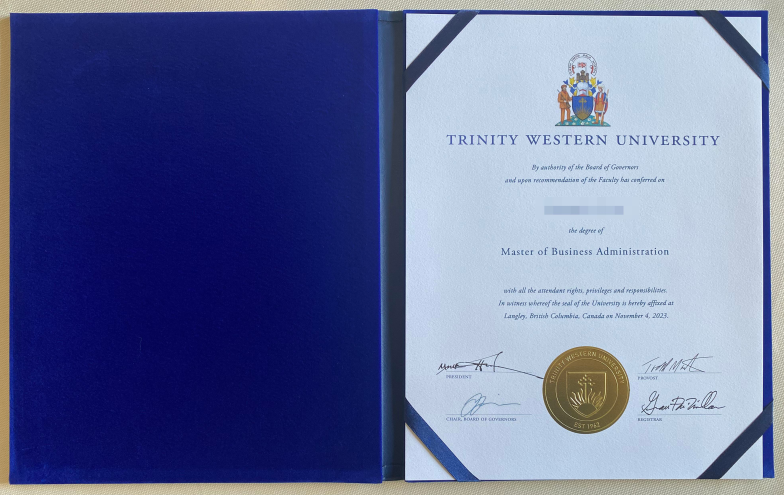 TRINITY WESTERN UNIVERSITY
By authority of the Board of Governors
and upon recommendation of the Faculty has conferred on
the degree of
Master of Business Administration
with all the attendant rights, privileges and responsibilities.
In witness whereof the seal of the University is hereby affixed at
Langley, British Columbia, Canada on November 4, 2023.
PRESIDENT
PROVOST
CHAIR, BOARD OF GOVERNORS
REGISTRAR
TRINITY WESTERN UNIVERSITY
EST 1962